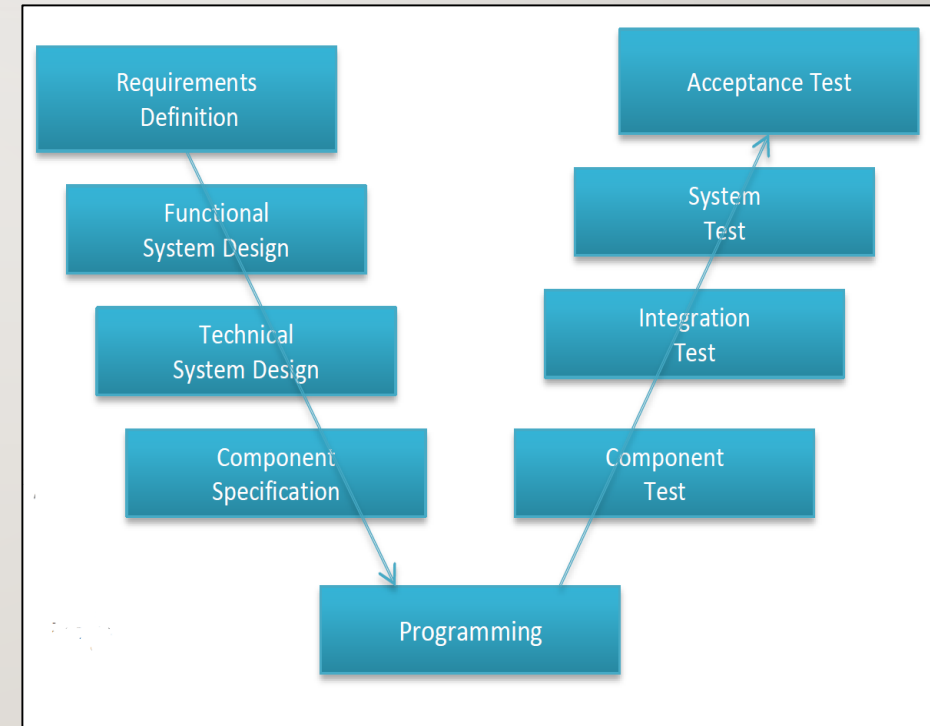 Requirements
Definition
Acceptance Test
Functional
System Design
System
Test
Technical
System Design
Integration
Test
Component
Specification
Component
Test
Programming